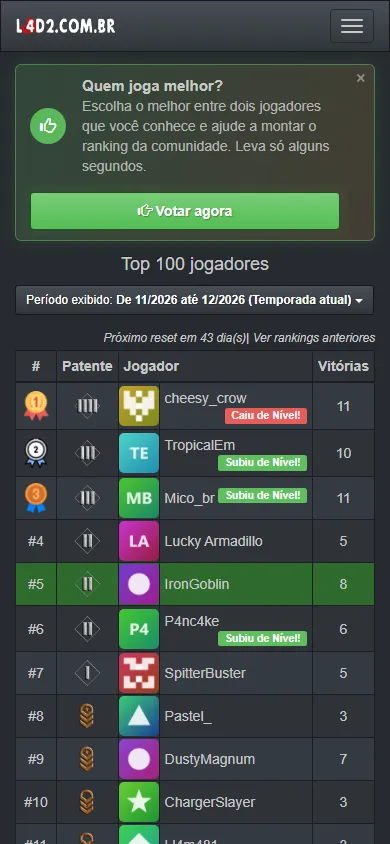 L4D2.COM.BR
Quem joga melhor?
×
Escolha o melhor entre dois jogadores
que você conhece e ajude a montar o
ranking da comunidade. Leva só alguns
segundos.
Votar agora
Top 100 jogadores
Período exibido: De 11/2026 até 12/2026 (Temporada atual)
Próximo reset em 43 dia(s)| Ver rankings anteriores
# Patente Jogador Vitórias
1 cheesy_crow 11
Caiu de Nível!
2 TE TropicalEm 10
Subiu de Nível!
3 MB Mico_br Subiu de Nível! 11
#4 LA Lucky Armadillo 5
#5 IronGoblin 8
#6 P4 P4nc4ke 6
Subiu de Nível!
#7 SpitterBuster 5
#8 Pastel_ 3
#9 DustyMagnum 7
#10 ChargerSlayer 3